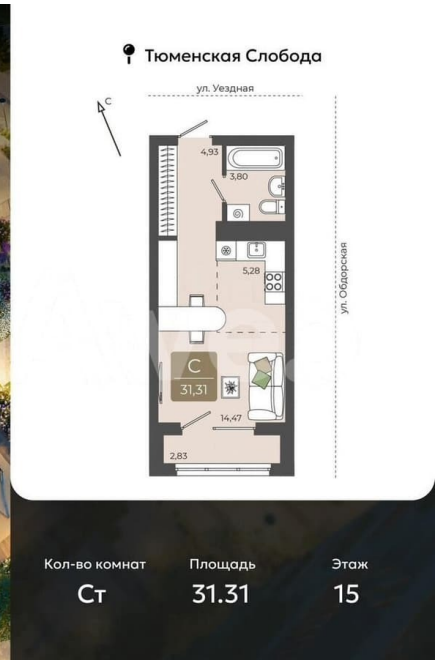 Тюменская Слобода
ул. Уездная
С
4,93
3,80
5,28
ул. Обдорская
С
31,31
14,47
2,83
Кол-во комнат
Площадь
Этаж
Ст
31.31
15